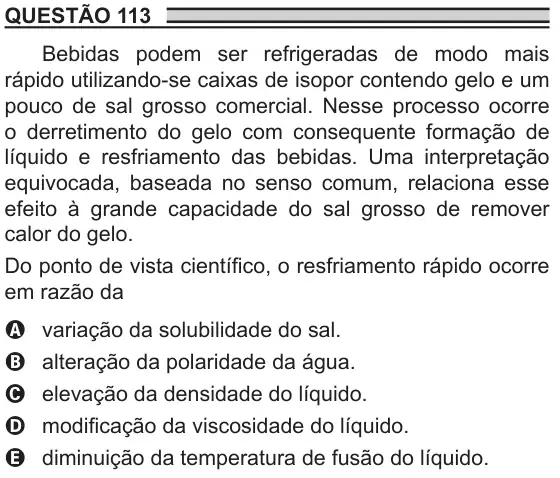 QUESTÃO 113
Bebidas podem ser refrigeradas de modo mais
rápido utilizando-se caixas de isopor contendo gelo e um
pouco de sal grosso comercial. Nesse processo ocorre
o derretimento do gelo com consequente formação de
líquido e resfriamento das bebidas. Uma interpretação
equivocada, baseada no senso comum, relaciona esse
efeito à grande capacidade do sal grosso de remover
calor do gelo.
Do ponto de vista científico, o resfriamento rápido ocorre
em razão da
A variação da solubilidade do sal.
B alteração da polaridade da água.
C elevação da densidade do líquido.
D modificação da viscosidade do líquido.
E diminuição da temperatura de fusão do líquido.